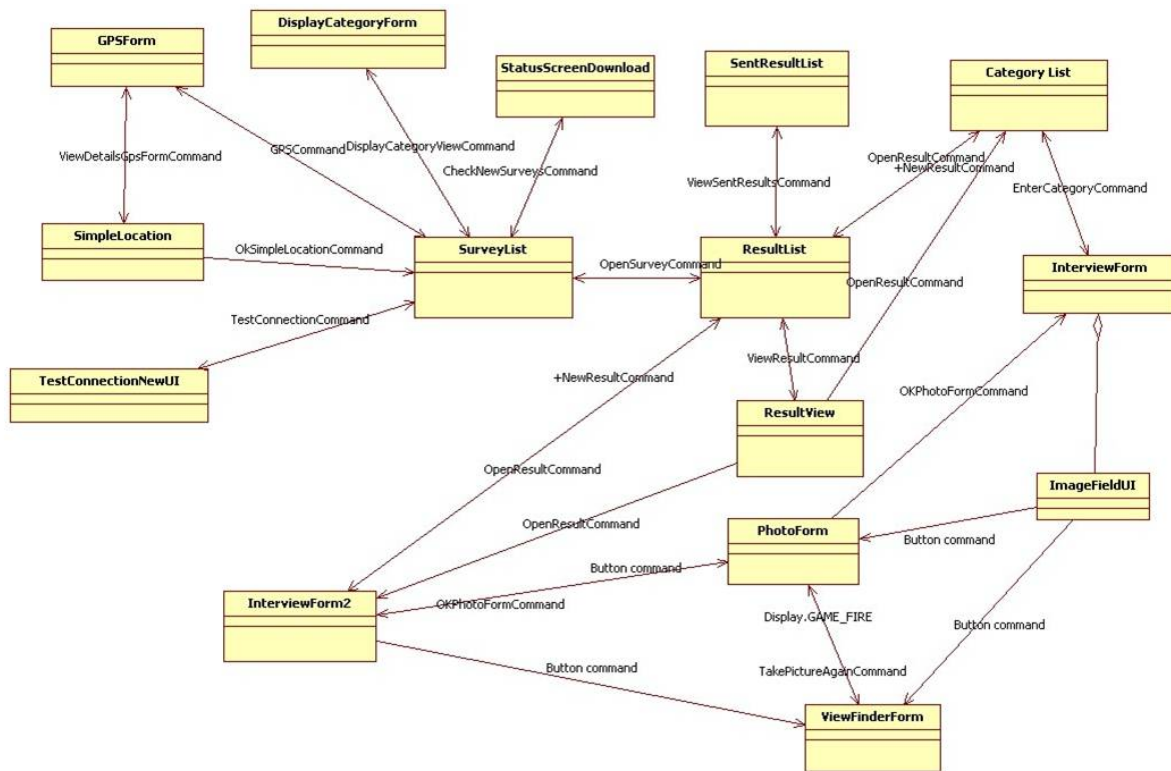 DisplayCategoryForm
GPSForm
StatusScreenDownload
SentResultList
Category List
ViewDetailsGpsFormCommand
GPSCommand
DisplayCategoryViewCommand
CheckNewSurveysCommand
ViewSentResultsCommand
OpenResultCommand
+NewResultCommand
EnterCategoryCommand
SimpleLocation
OkSimpleLocationCommand
SurveyList
OpenSurveyCommand
ResultList
OpenResultCommand
InterviewForm
TestConnectionCommand
TestConnectionNewUI
+NewResultCommand
ViewResultCommand
OKPhotoFormCommand
ResultView
OpenResultCommand
ImageFieldUI
OpenResultCommand
PhotoForm
Button command
Button command
InterviewForm2
OKPhotoFormCommand
Display.GAME_FIRE
Button command
Button command
TakePictureAgainCommand
ViewFinderForm